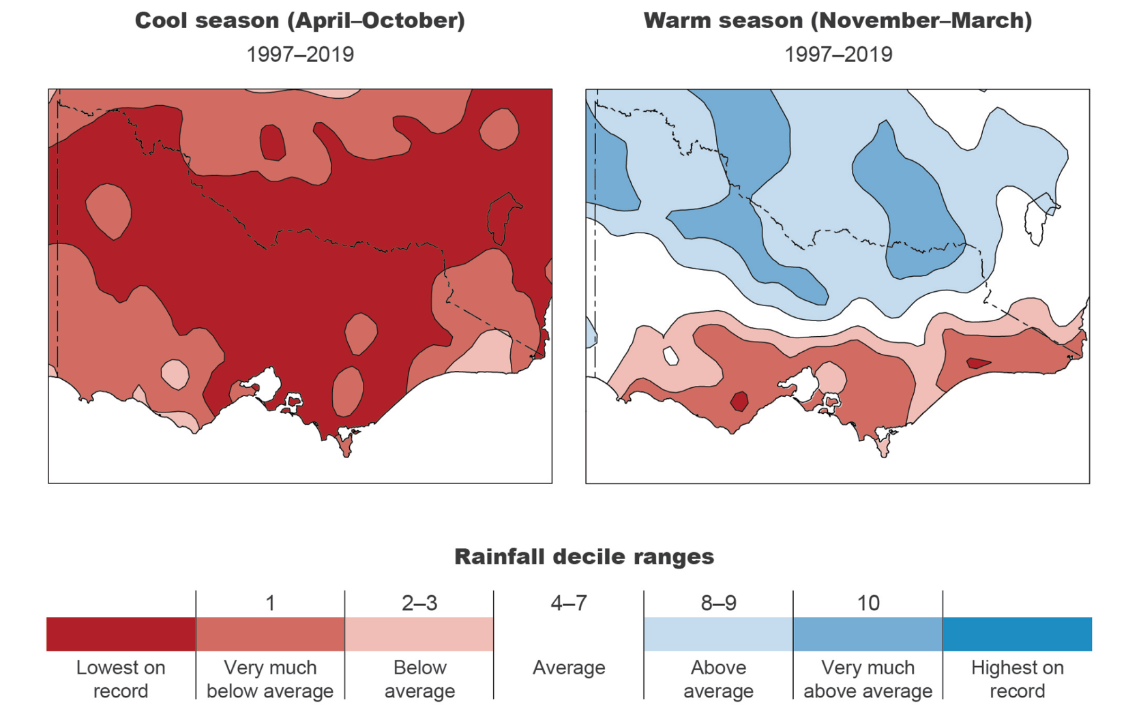 Cool season (April–October)
1997–2019
Warm season (November–March)
1997–2019
Rainfall decile ranges
1
2–3
4–7
8–9
10
Lowest on
record
Very much
below average
Below
average
Average
Above
average
Very much
above average
Highest on
record